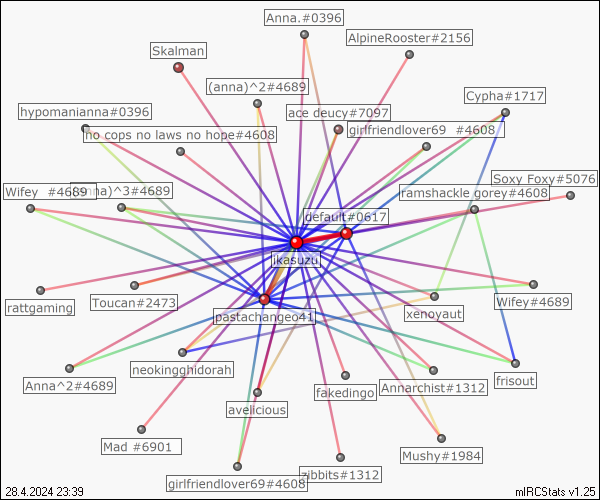 Anna.#0396
AlpineRooster#2156
Skalman
(anna)^2#4689
Cypha#1717
hypomanianna#0396
ace deucy#7097
no cops no laws no hope#4608
girlfriendlover69 #4608
Soxy Foxy#5076
Wifey #4689
)^3#4689
ramshackle gorey#4608
default#0617
ikasuzu
rattgaming
Toucan#2473
pastachangeo41
xenoyaut
Wifey#4689
neokingghidorah
Anna^2#4689
fakedingo
Annarchist#1312
frisout
avelicious
Mad #6901
Mushy#1984
girlfriendlover69#4608
zibbits#1312
28.4.2024 23:39
mIRCStats v1.25